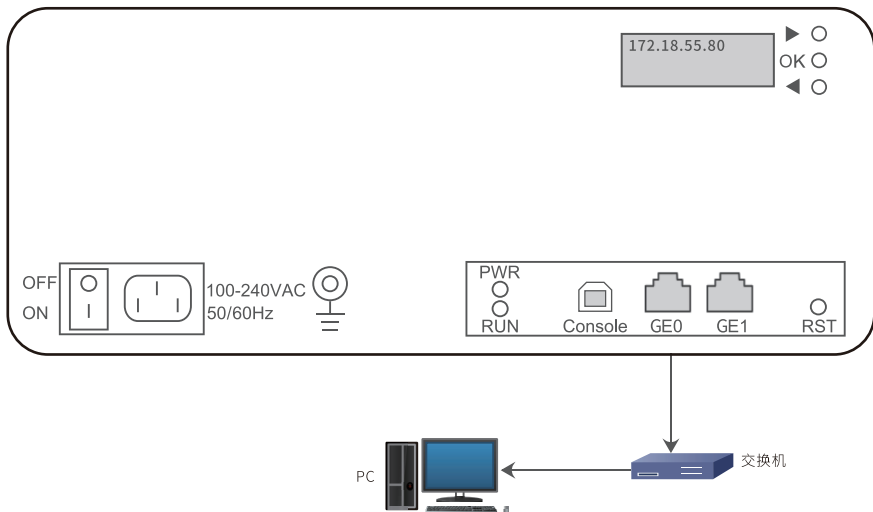 172.18.55.80
OK
OFF
ON
100-240VAC
50/60Hz
PWR
RUN
Console
GE0
GE1
RST
交换机
PC